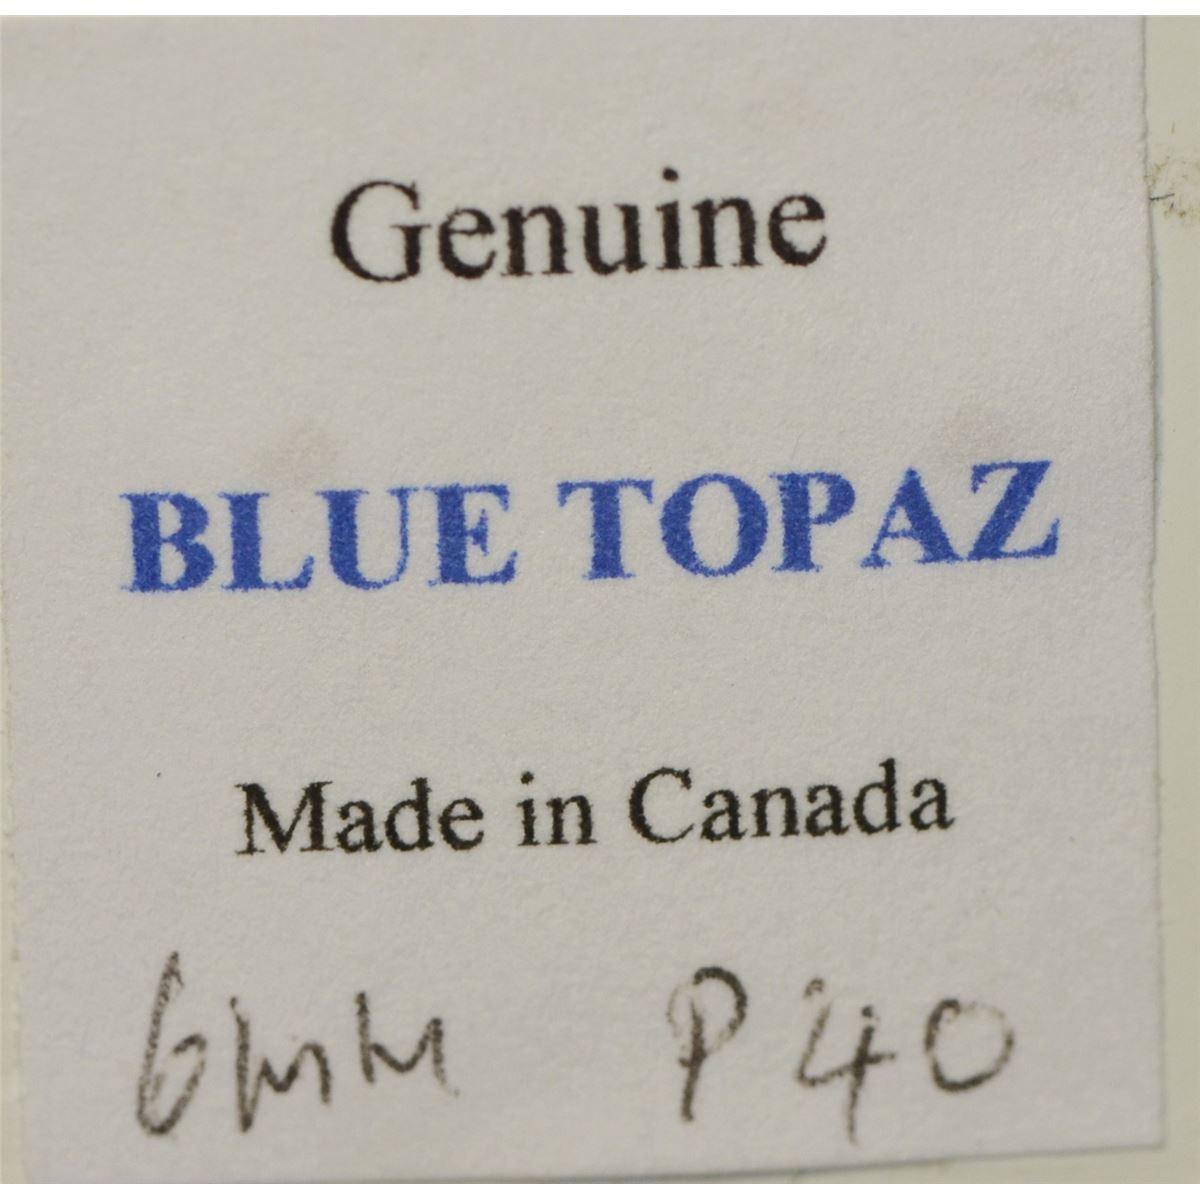 Genuine
BLUE TOPAZ
Made in Canada
6mm P40